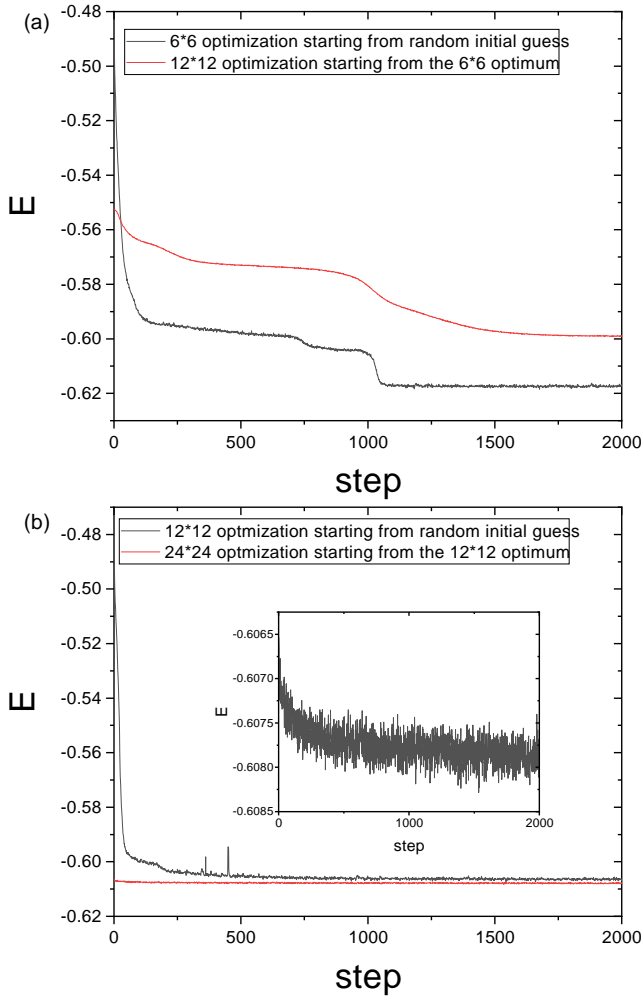 (a)
-0.48
6*6 optimization starting from random initial guess
12*12 optimization starting from the 6*6 optimum
-0.50
-0.52
-0.54
E
-0.56
-0.58
-0.60
-0.62
0 500 1000 1500 2000
step
(b)
-0.48
12*12 optmization starting from random initial guess
24*24 optmization starting from the 12*12 optimum
-0.50
-0.52
-0.54
E
-0.56
-0.58
-0.60
-0.62
-0.6065
-0.6070
E
-0.6075
-0.6080
-0.6085
0 1000 2000
step
0 500 1000 1500 2000
step